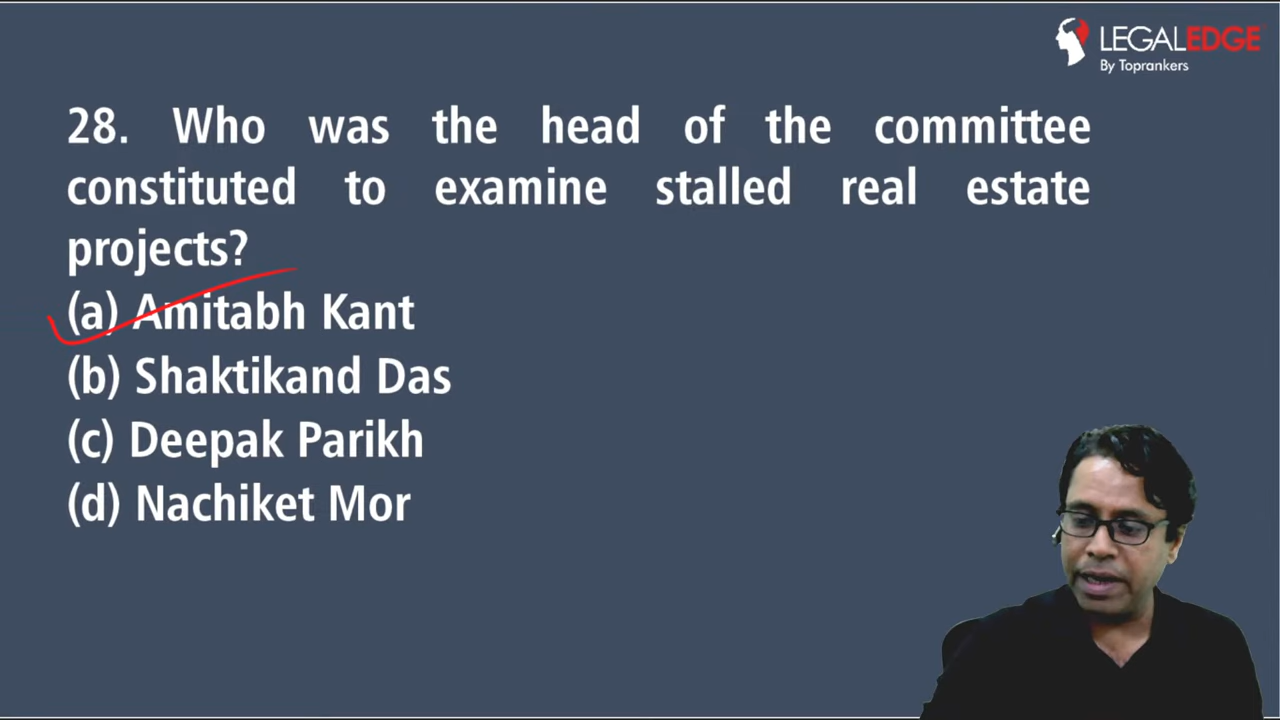 LEGALEDGE
By Toprankers
28. Who was the head of the committee
constituted to examine stalled real estate
projects?
(a) Amitabh Kant
(b) Shaktikand Das
(c) Deepak Parikh
(d) Nachiket Mor